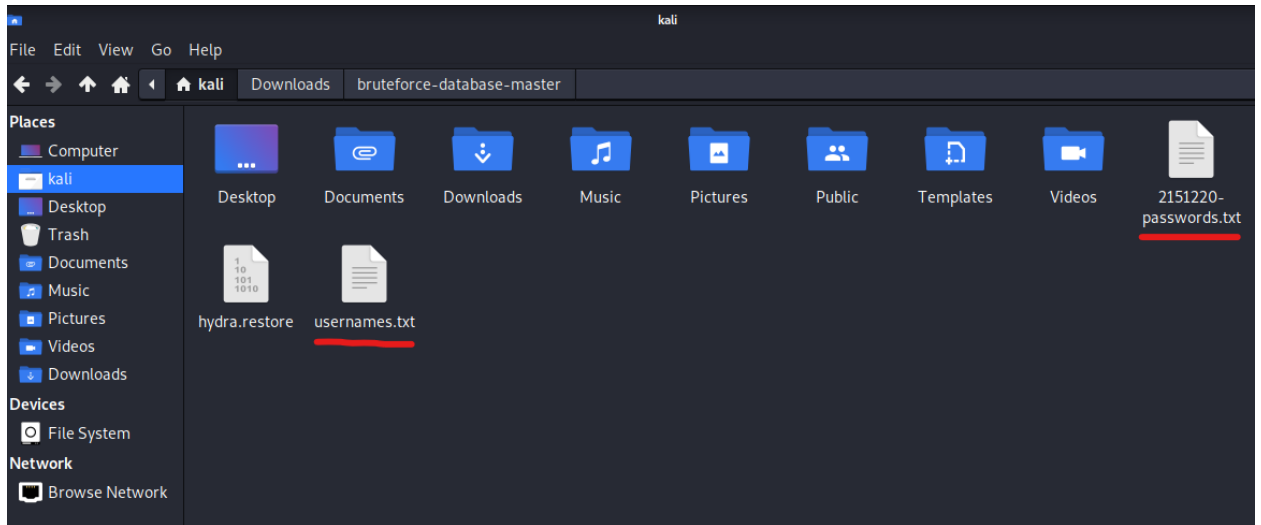 kali
File Edit View Go Help
kali Downloads bruteforce-database-master
Places
Computer
kali
Desktop
Trash
Documents
Music
Pictures
Videos
Downloads
Devices
File System
Network
Browse Network
Desktop Documents Downloads Music Pictures Public Templates Videos 2151220-
passwords.txt
1
10
101
1010
hydra.restore usernames.txt